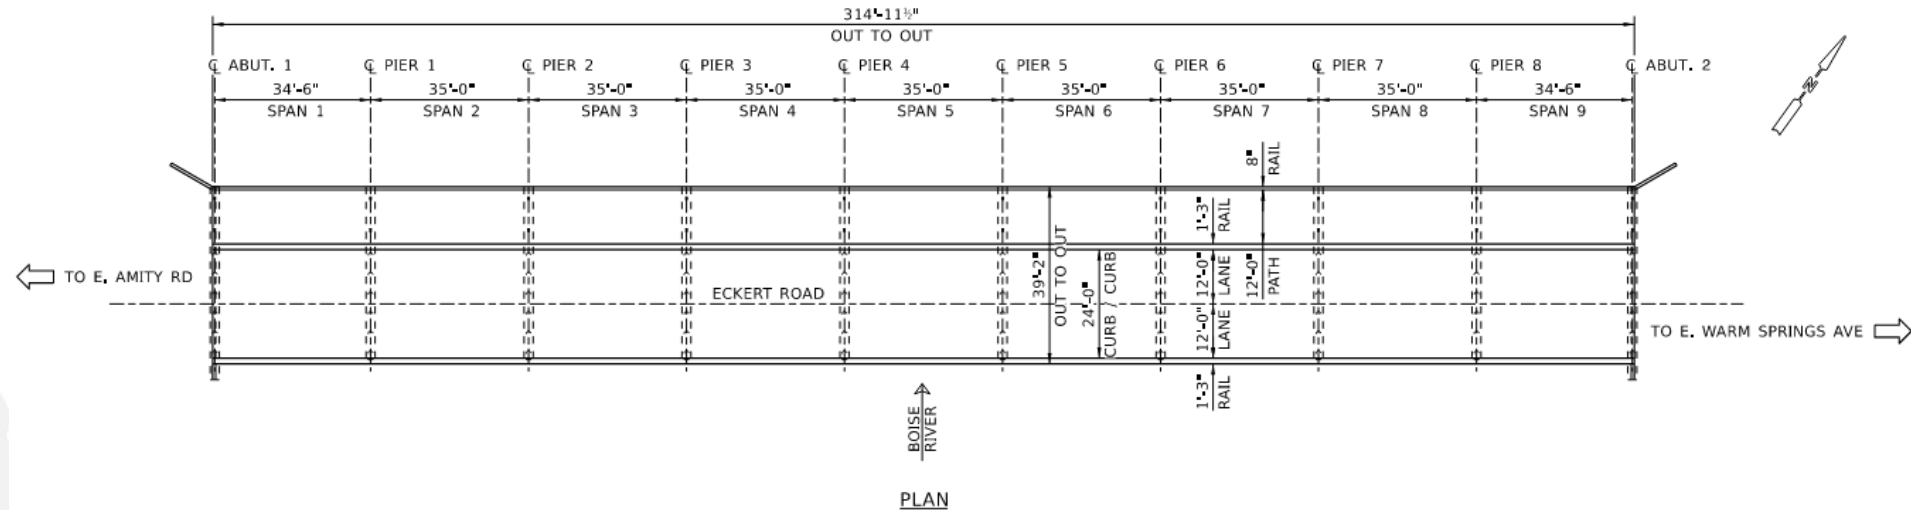 314'-11½"
OUT TO OUT
℄ ABUT. 1 ℄ PIER 1 ℄ PIER 2 ℄ PIER 3 ℄ PIER 4 ℄ PIER 5 ℄ PIER 6 ℄ PIER 7 ℄ PIER 8 ℄ ABUT. 2
34'-6" 35'-0" 35'-0" 35'-0" 35'-0" 35'-0" 35'-0" 35'-0" 34'-6"
SPAN 1 SPAN 2 SPAN 3 SPAN 4 SPAN 5 SPAN 6 SPAN 7 SPAN 8 SPAN 9
N
8"
RAIL
1'-3"
RAIL
39'-2"
OUT TO OUT
24'-0"
CURB / CURB
12'-0"
LANE
12'-0"
PATH
12'-0"
LANE
1'-3"
RAIL
TO E. AMITY RD
ECKERT ROAD
TO E. WARM SPRINGS AVE
BOISE
RIVER
PLAN